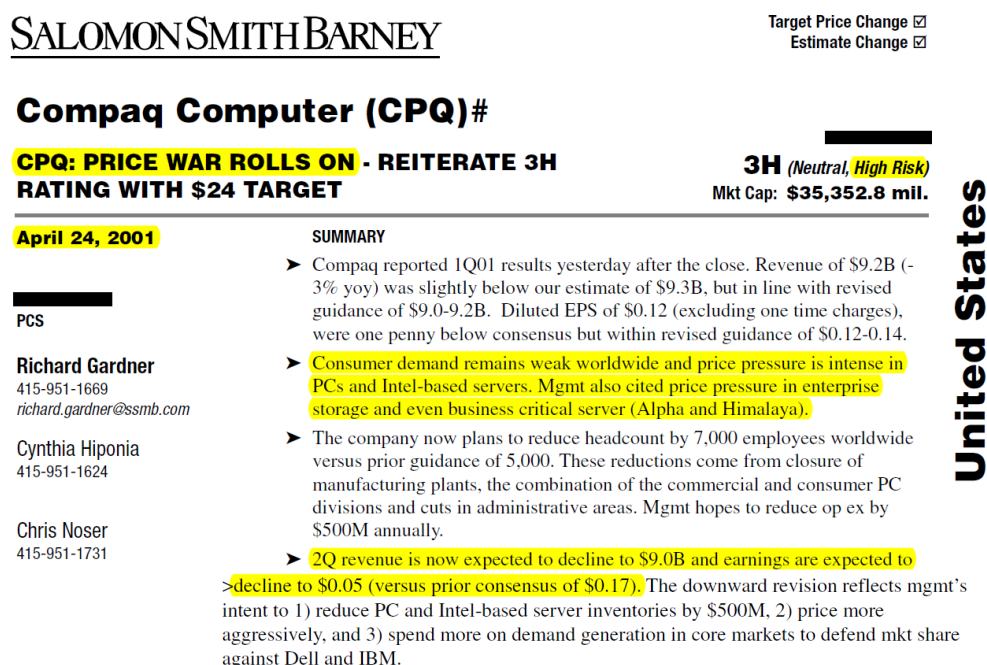 SALOMON SMITH BARNEY
Target Price Change ☑
Estimate Change ☑
Compaq Computer (CPQ)#
CPQ: PRICE WAR ROLLS ON - REITERATE 3H
RATING WITH $24 TARGET
3H (Neutral, High Risk)
Mkt Cap: $35,352.8 mil.
United States
April 24, 2001
PCS
Richard Gardner
415-951-1669
richard.gardner@ssmb.com
Cynthia Hiponia
415-951-1624
Chris Noser
415-951-1731
SUMMARY
➤ Compaq reported 1Q01 results yesterday after the close. Revenue of $9.2B (-
3% yoy) was slightly below our estimate of $9.3B, but in line with revised
guidance of $9.0-9.2B. Diluted EPS of $0.12 (excluding one time charges),
were one penny below consensus but within revised guidance of $0.12-0.14.
➤ Consumer demand remains weak worldwide and price pressure is intense in
PCs and Intel-based servers. Mgmt also cited price pressure in enterprise
storage and even business critical server (Alpha and Himalaya).
➤ The company now plans to reduce headcount by 7,000 employees worldwide
versus prior guidance of 5,000. These reductions come from closure of
manufacturing plants, the combination of the commercial and consumer PC
divisions and cuts in administrative areas. Mgmt hopes to reduce op ex by
$500M annually.
➤ 2Q revenue is now expected to decline to $9.0B and earnings are expected to
>decline to $0.05 (versus prior consensus of $0.17). The downward revision reflects mgmt's
intent to 1) reduce PC and Intel-based server inventories by $500M, 2) price more
aggressively, and 3) spend more on demand generation in core markets to defend mkt share
against Dell and IBM.